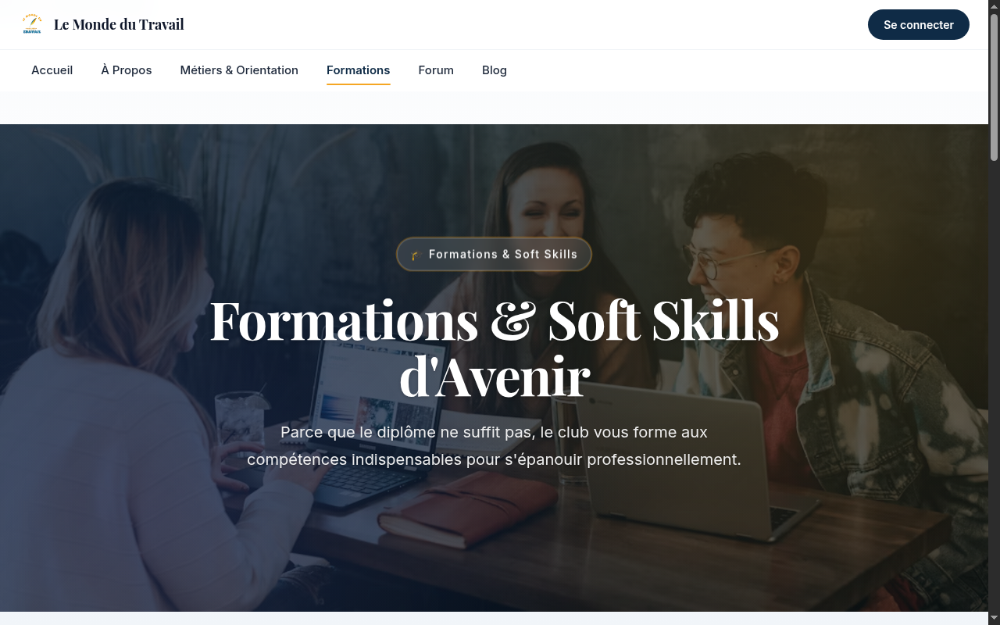 Le Monde du Travail
Se connecter
Accueil
À Propos
Métiers & Orientation
Formations
Forum
Blog
Formations & Soft Skills
Formations & Soft Skills
d'Avenir
Parce que le diplôme ne suffit pas, le club vous forme aux
compétences indispensables pour s'épanouir professionnellement.